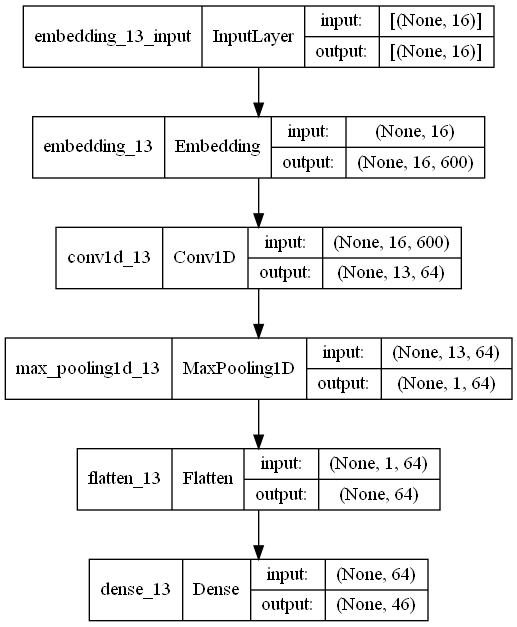 embedding_13_input InputLayer input: [(None, 16)]
output: [(None, 16)]
embedding_13 Embedding input: (None, 16)
output: (None, 16, 600)
conv1d_13 Conv1D input: (None, 16, 600)
output: (None, 13, 64)
max_pooling1d_13 MaxPooling1D input: (None, 13, 64)
output: (None, 1, 64)
flatten_13 Flatten input: (None, 1, 64)
output: (None, 64)
dense_13 Dense input: (None, 64)
output: (None, 46)